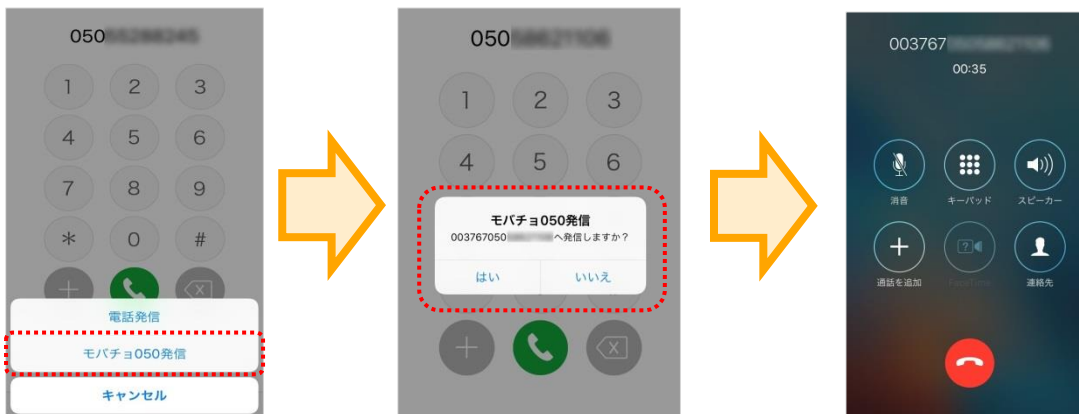 050
1 2 3
4 5 6
7 8 9
* 0 #
電話発信
モバチョ050発信
キャンセル
050
1 2 3
4 5 6
モバチョ050発信
003767050
へ発信しますか？
はい いいえ
003767
00:35
消音 キーパッド スピーカー
通話を追加 FaceTime 連絡先